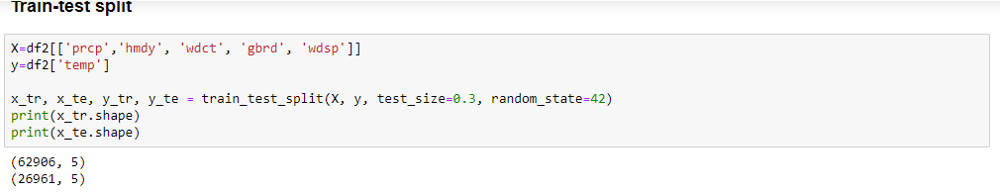 Train-test split
X=df2[['prcp','hmdy', 'wdct', 'gbrd', 'wdsp']]
y=df2['temp']
x_tr, x_te, y_tr, y_te = train_test_split(X, y, test_size=0.3, random_state=42)
print(x_tr.shape)
print(x_te.shape)
(62906, 5)
(26961, 5)